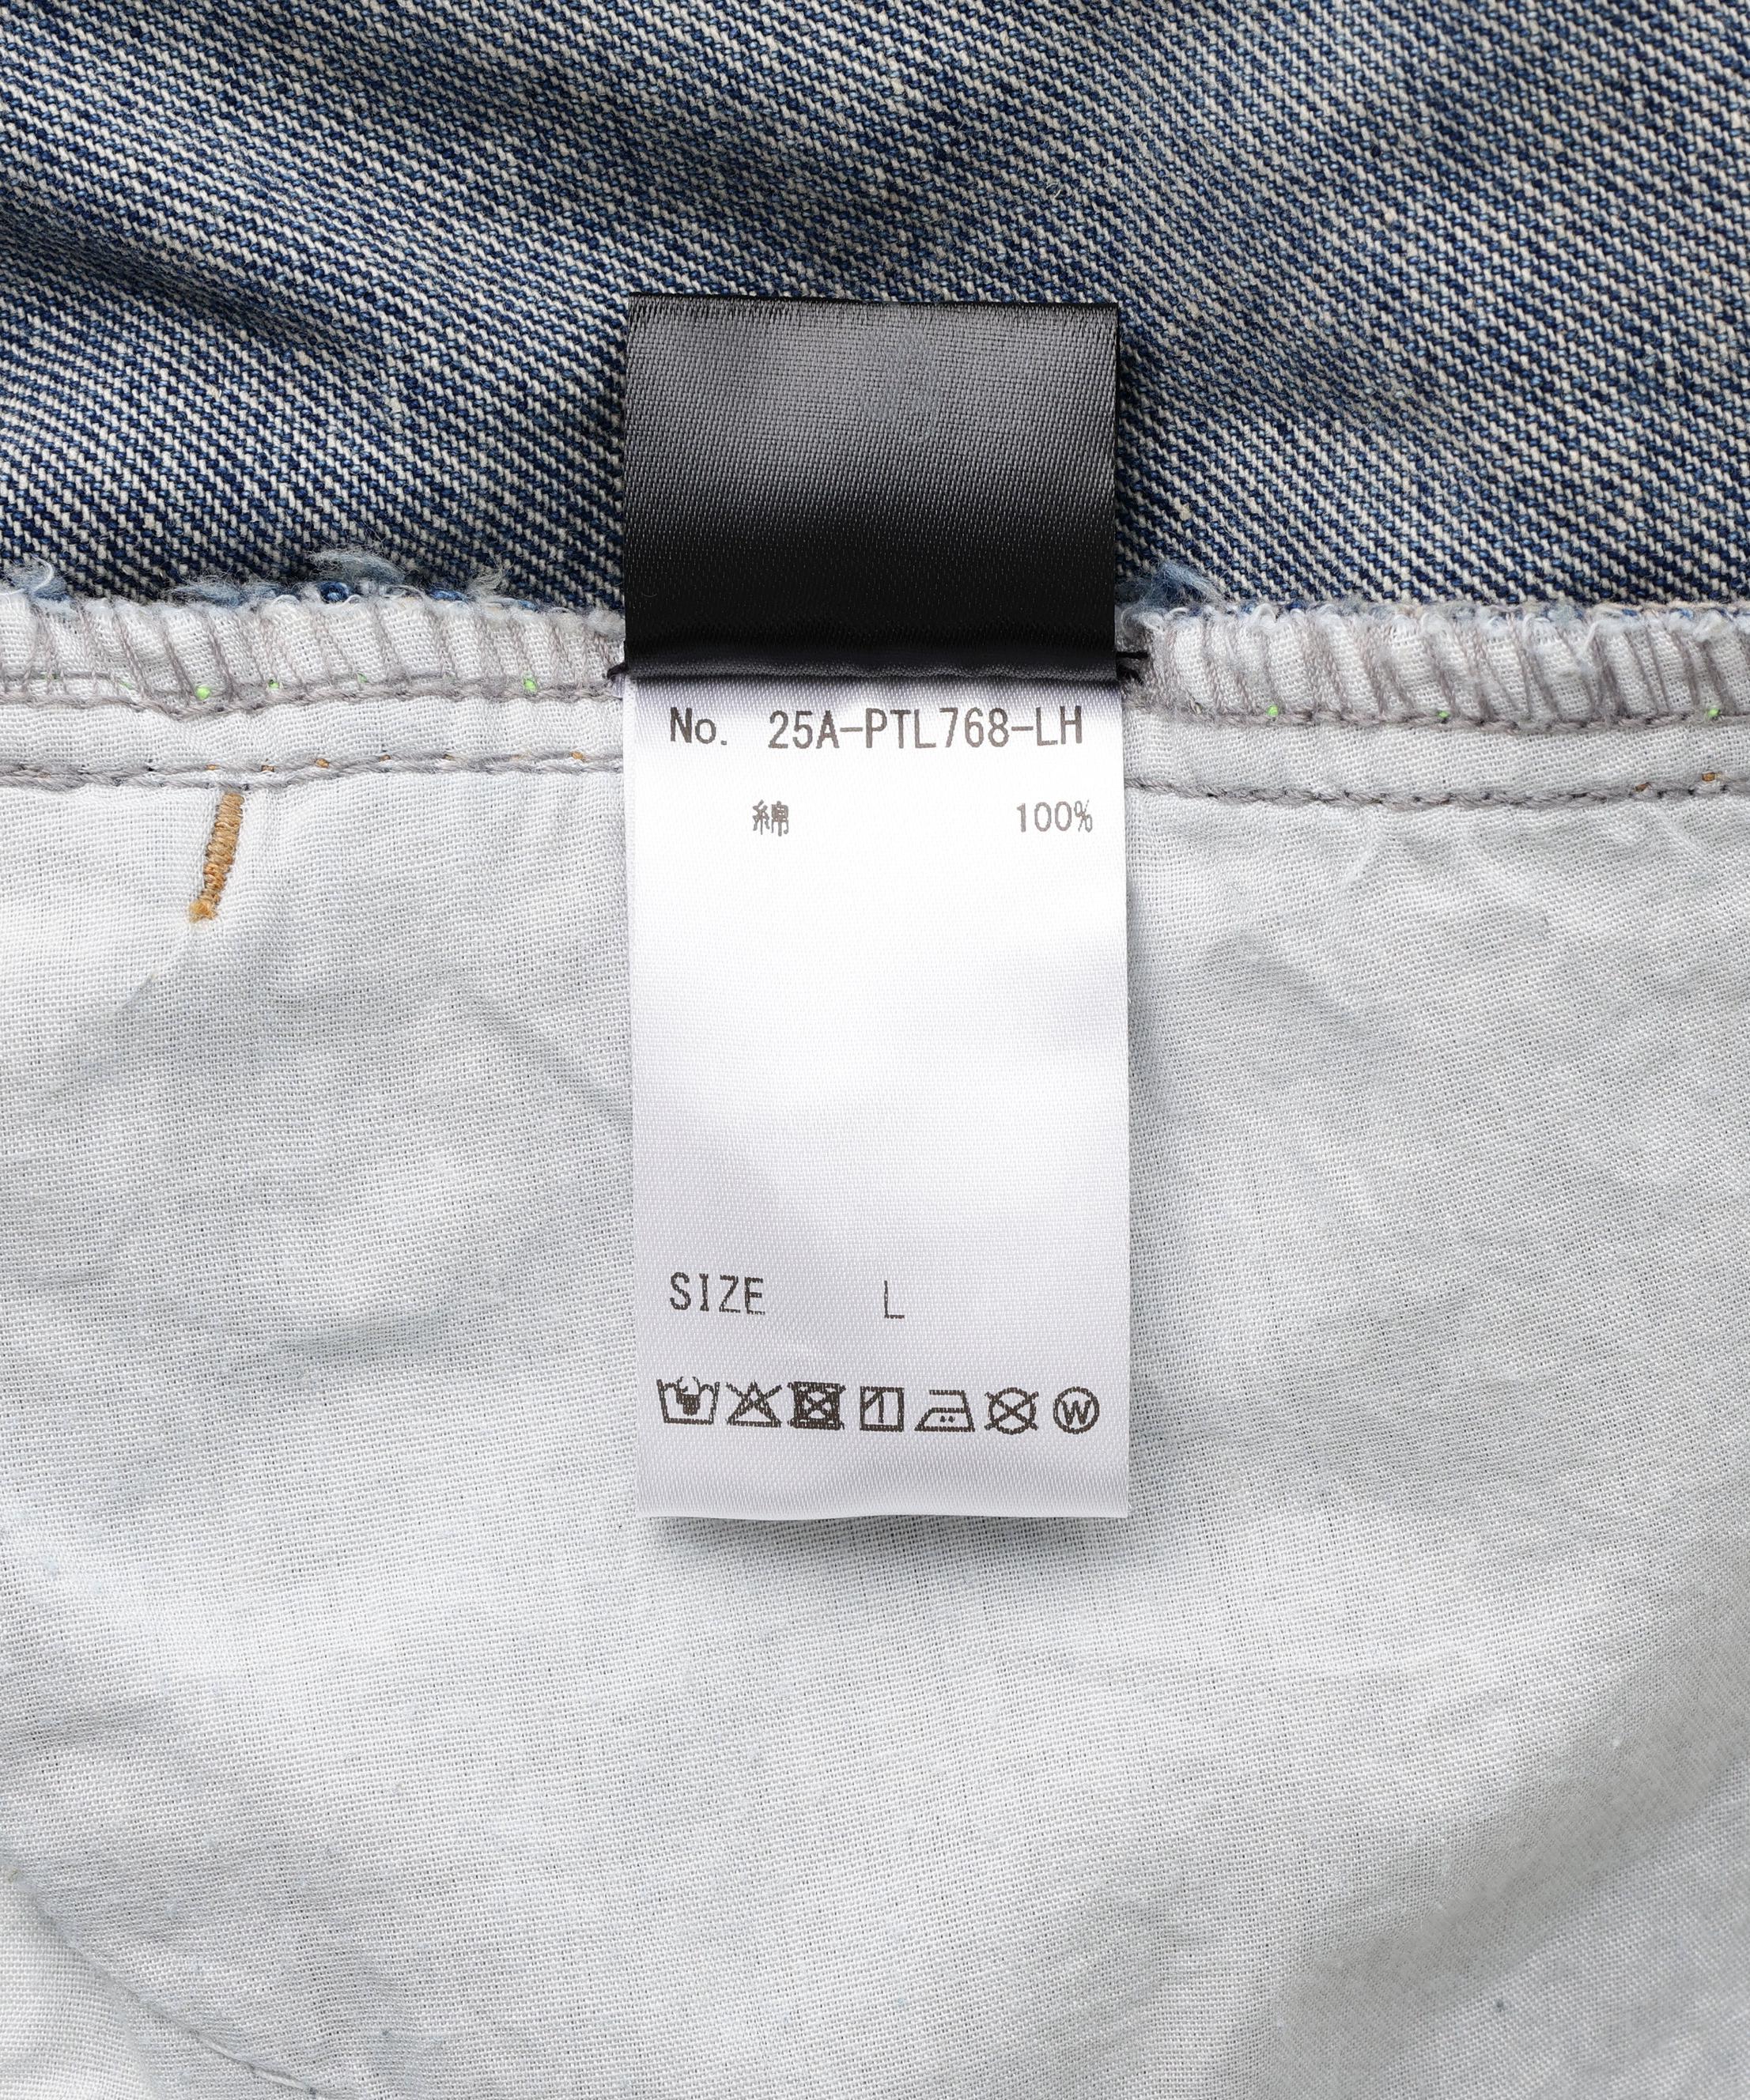 No. 25A-PTL768-LH
綿 100%
SIZE L
W